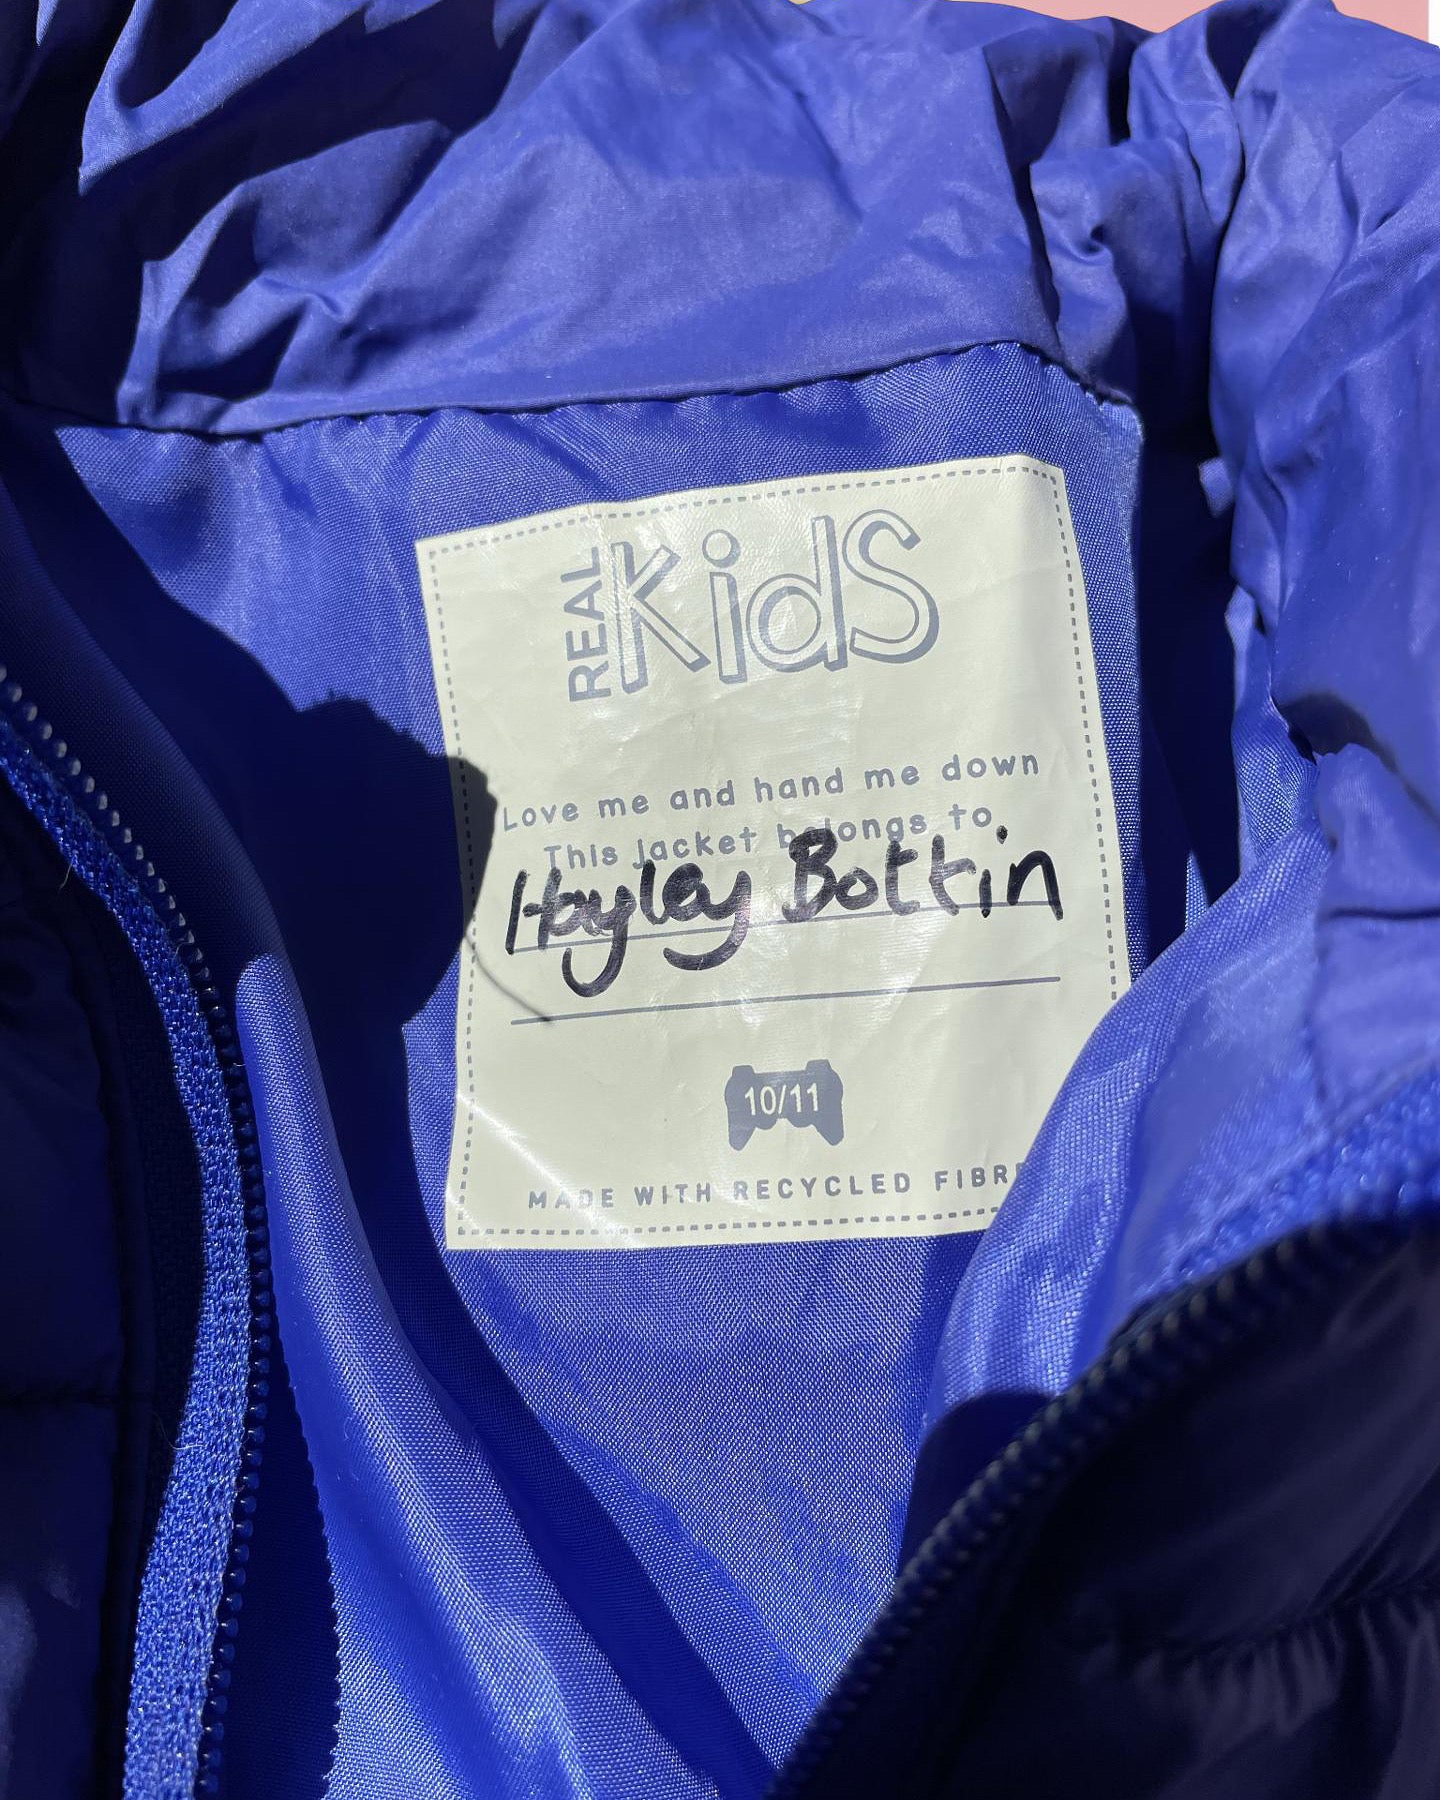 REAL Kids
Love me and hand me down
This jacket belongs to
Hayley Bottin
10/11
MADE WITH RECYCLED FIBR